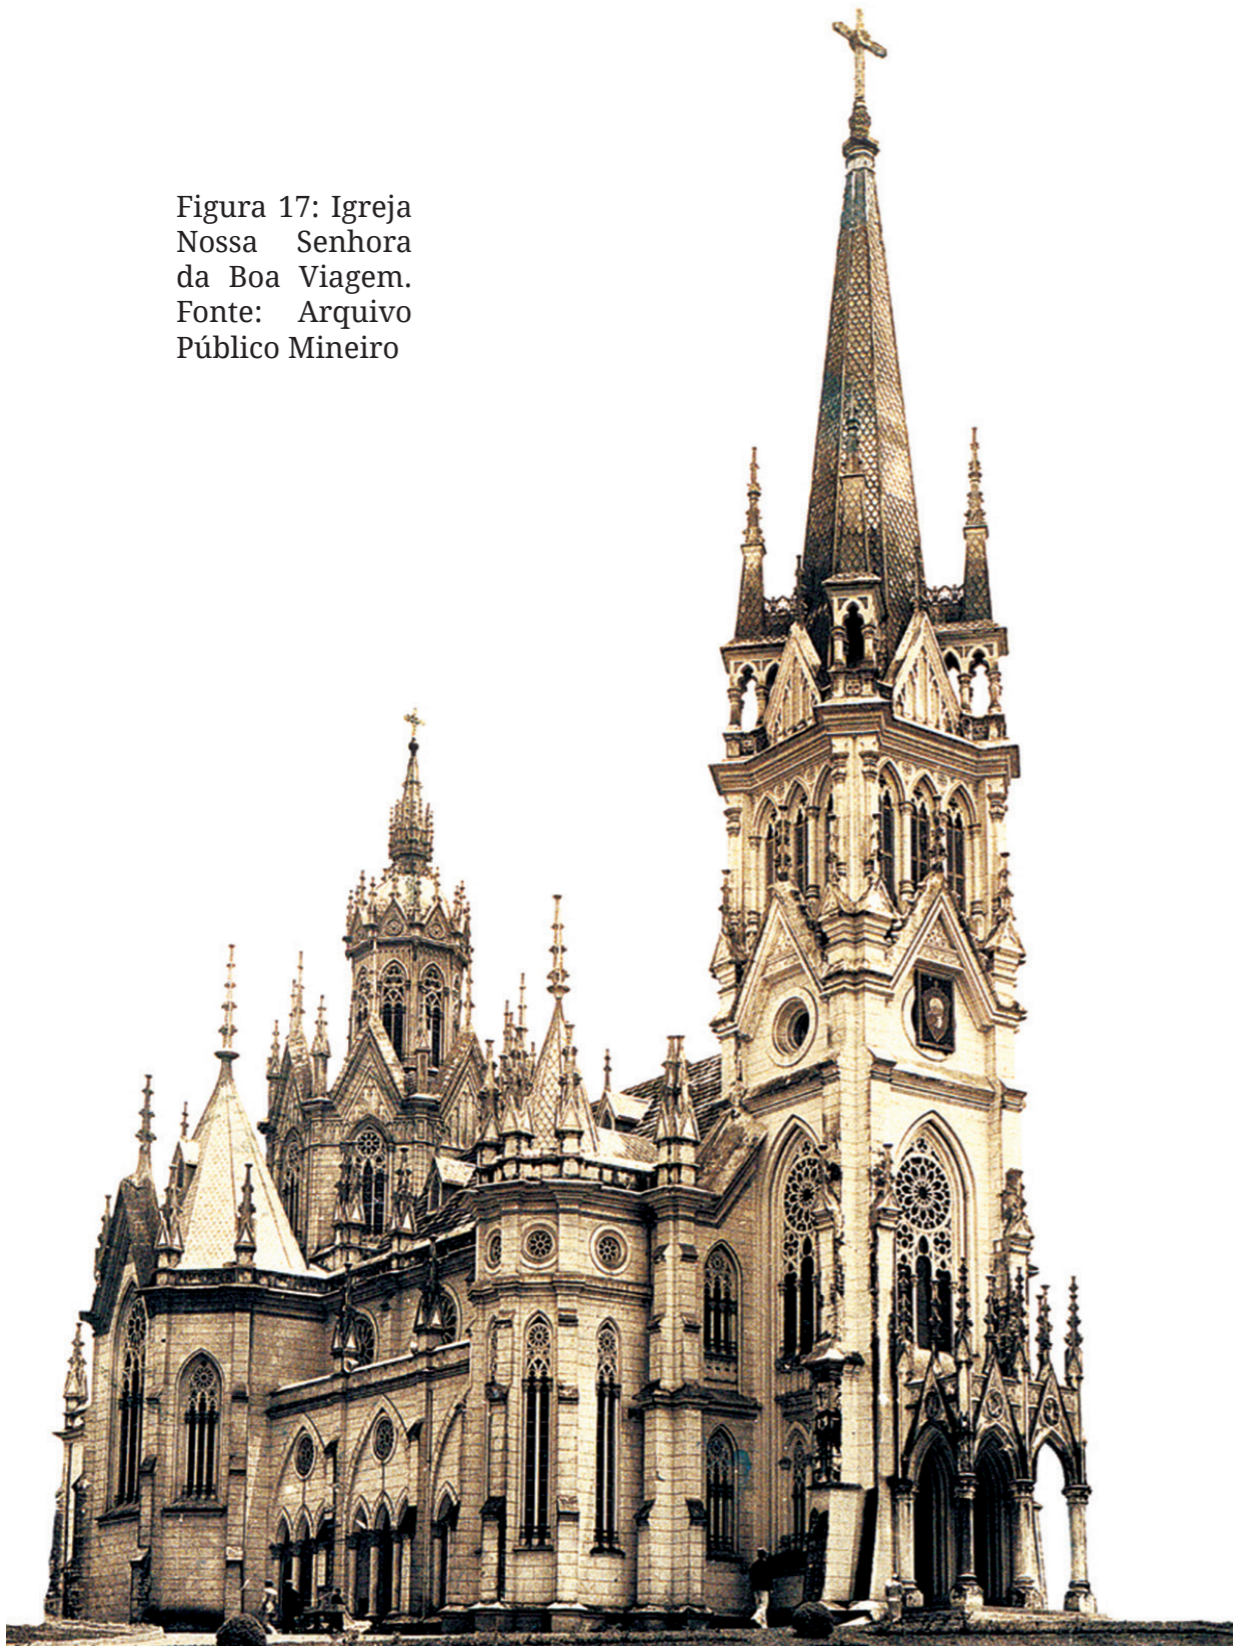 Figura 17: Igreja
Nossa Senhora
da Boa Viagem.
Fonte: Arquivo
Público Mineiro